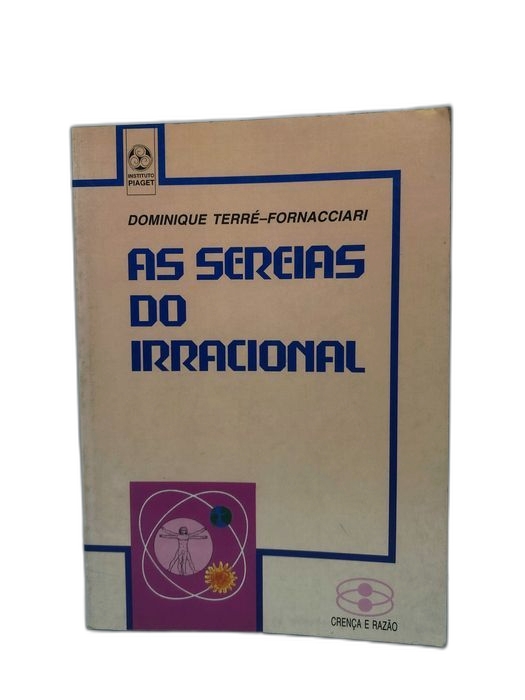 INSTITUTO
PIAGET
DOMINIQUE TERRÉ-FORNACCIARI
AS SEREIAS
DO
IRRACIONAL
CRENÇA E RAZÃO